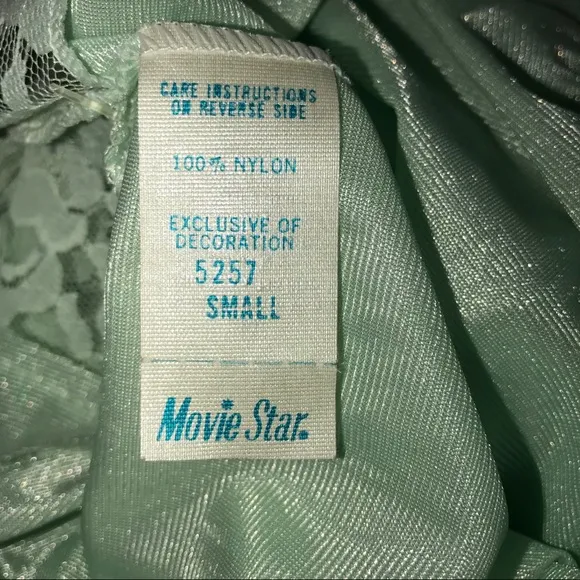 CARE INSTRUCTIONS
ON REVERSE SIDE
100% NYLON
EXCLUSIVE OF
DECORATION
5257
SMALL
Movie Star®